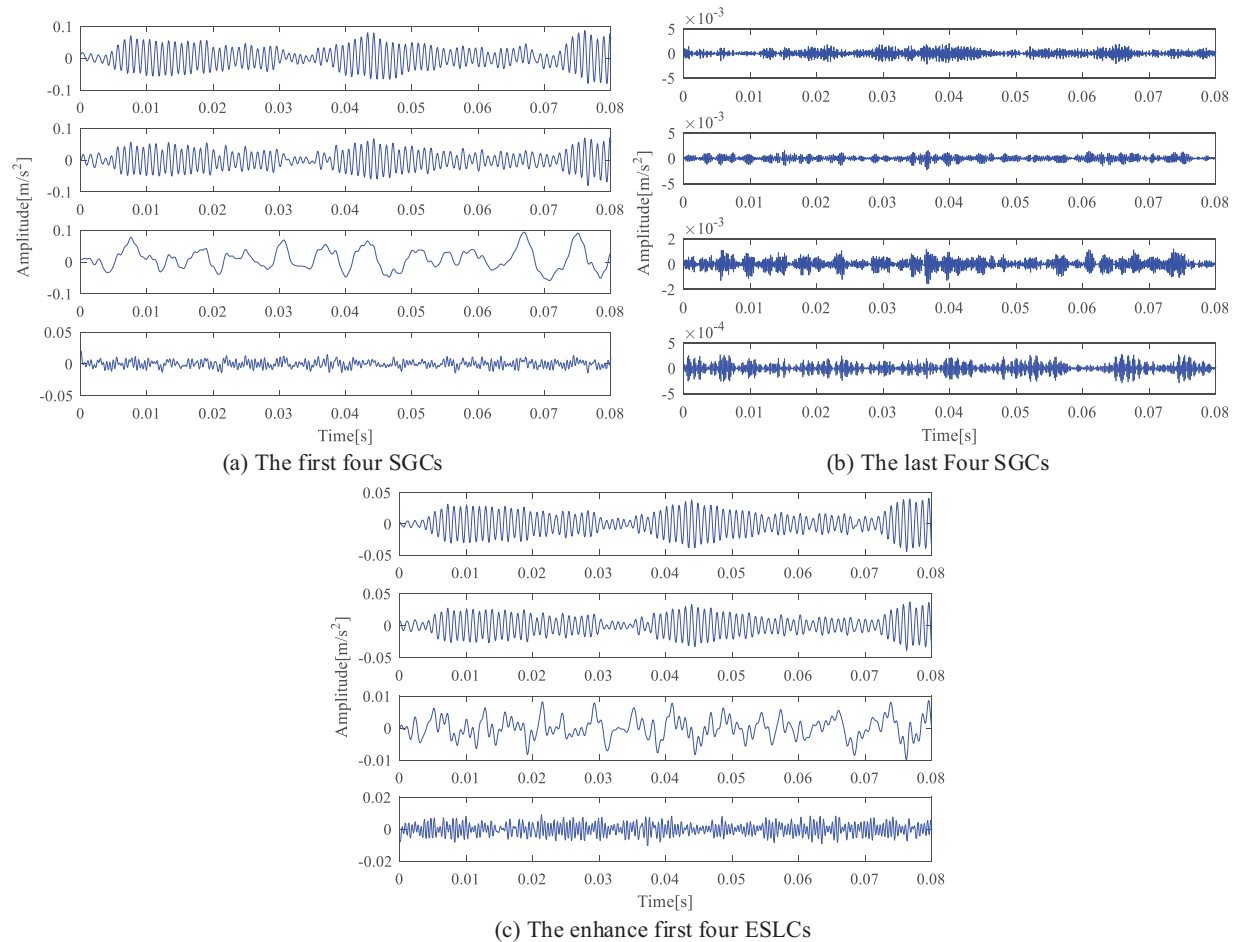 0.1
0
-0.1
0 0.01 0.02 0.03 0.04 0.05 0.06 0.07 0.08
0.1
0
-0.1
0 0.01 0.02 0.03 0.04 0.05 0.06 0.07 0.08
Amplitude[m/s²]
0.1
0
-0.1
0 0.01 0.02 0.03 0.04 0.05 0.06 0.07 0.08
0.05
0
-0.05
0 0.01 0.02 0.03 0.04 0.05 0.06 0.07 0.08
Time[s]
(a) The first four SGCs
×10⁻³
5
0
-5
0 0.01 0.02 0.03 0.04 0.05 0.06 0.07 0.08
×10⁻³
5
0
-5
0 0.01 0.02 0.03 0.04 0.05 0.06 0.07 0.08
Amplitude[m/s²]
×10⁻³
2
0
-2
0 0.01 0.02 0.03 0.04 0.05 0.06 0.07 0.08
×10⁻⁴
5
0
-5
0 0.01 0.02 0.03 0.04 0.05 0.06 0.07 0.08
Time[s]
(b) The last Four SGCs
0.05
0
-0.05
0 0.01 0.02 0.03 0.04 0.05 0.06 0.07 0.08
0.05
0
-0.05
0 0.01 0.02 0.03 0.04 0.05 0.06 0.07 0.08
Amplitude[m/s²]
0.01
0
-0.01
0 0.01 0.02 0.03 0.04 0.05 0.06 0.07 0.08
0.02
0
-0.02
0 0.01 0.02 0.03 0.04 0.05 0.06 0.07 0.08
Time[s]
(c) The enhance first four ESLCs